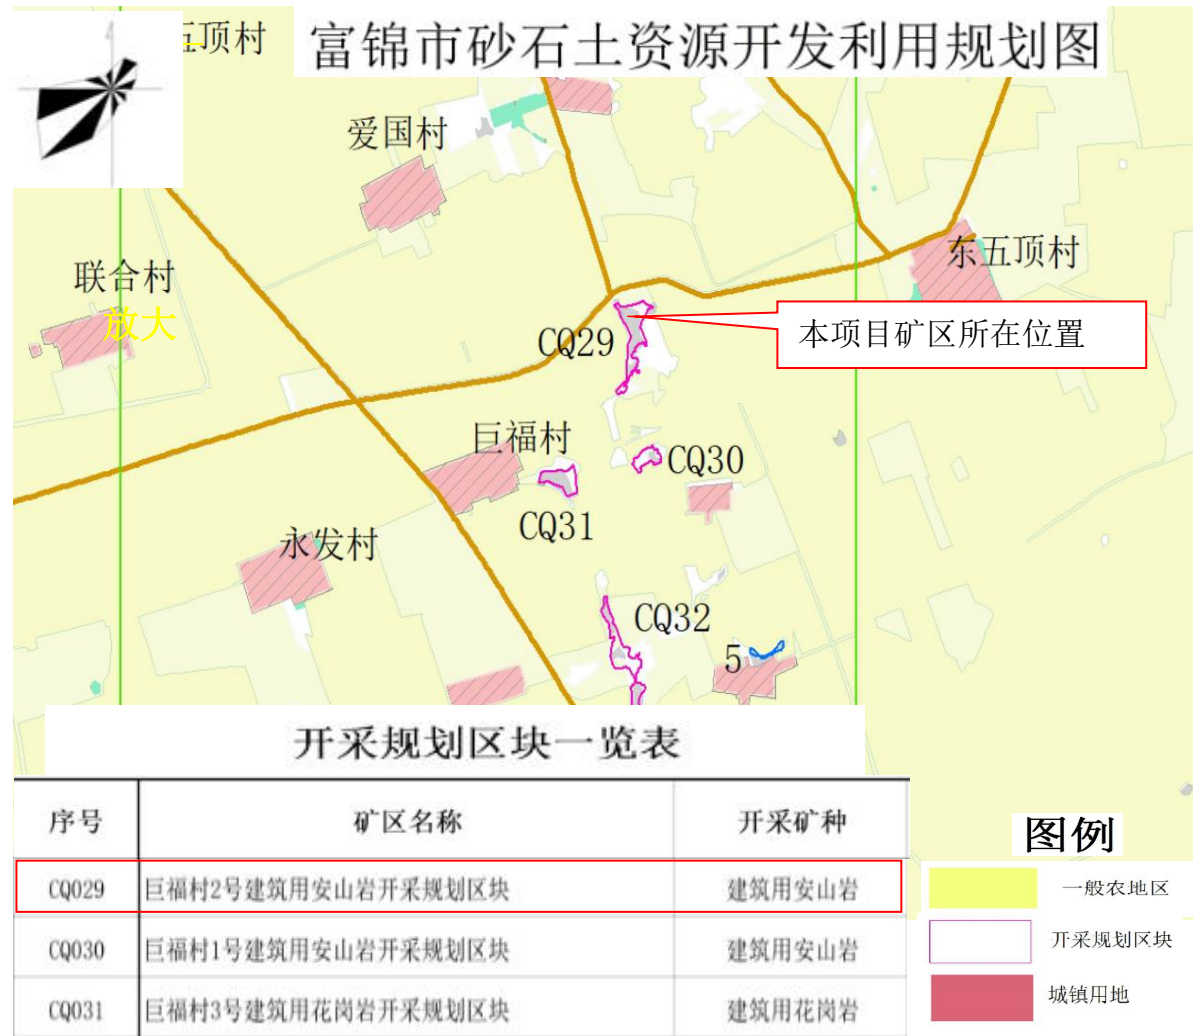 五顶村
富锦市砂石土资源开发利用规划图
爱国村
东五顶村
联合村
放大
本项目矿区所在位置
CQ29
巨福村
CQ30
CQ31
永发村
CQ32
5
开采规划区块一览表
序号 矿区名称 开采矿种
CQ029 巨福村2号建筑用安山岩开采规划区块 建筑用安山岩
CQ030 巨福村1号建筑用安山岩开采规划区块 建筑用安山岩
CQ031 巨福村3号建筑用花岗岩开采规划区块 建筑用花岗岩
图例
一般农地区
开采规划区块
城镇用地